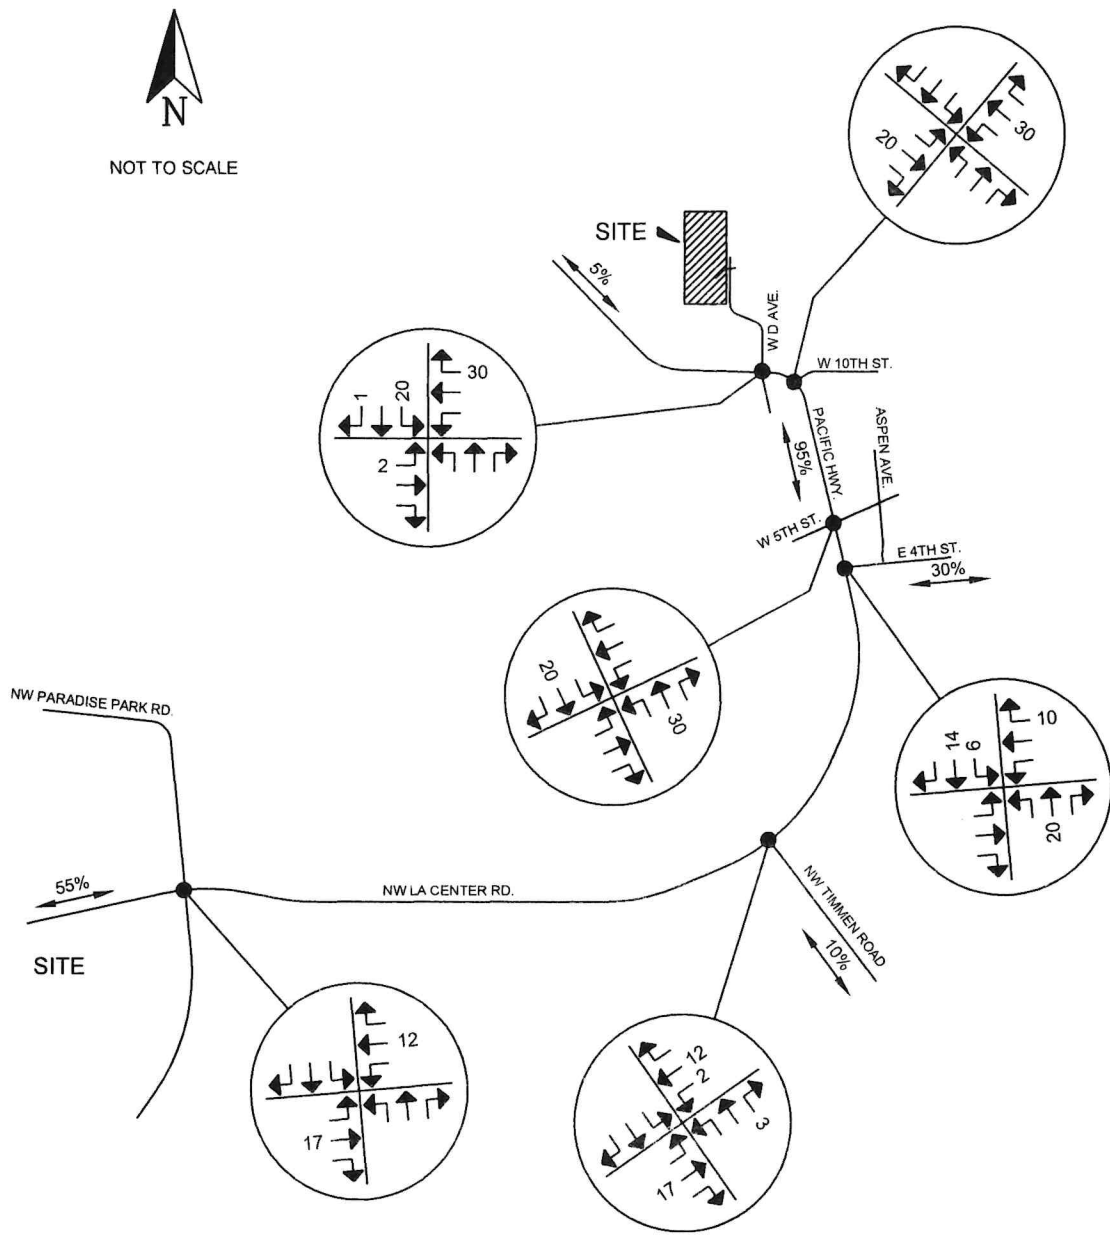 N
NOT TO SCALE
20
30
SITE
5%
W D AVE.
W 10TH ST.
1
20
30
2
PACIFIC HWY.
95%
ASPEN AVE.
W 5TH ST.
E 4TH ST.
30%
20
30
NW PARADISE PARK RD.
10
14
6
20
55%
NW LA CENTER RD.
NW TIMMEN ROAD
10%
SITE
12
17
12
2
3
17